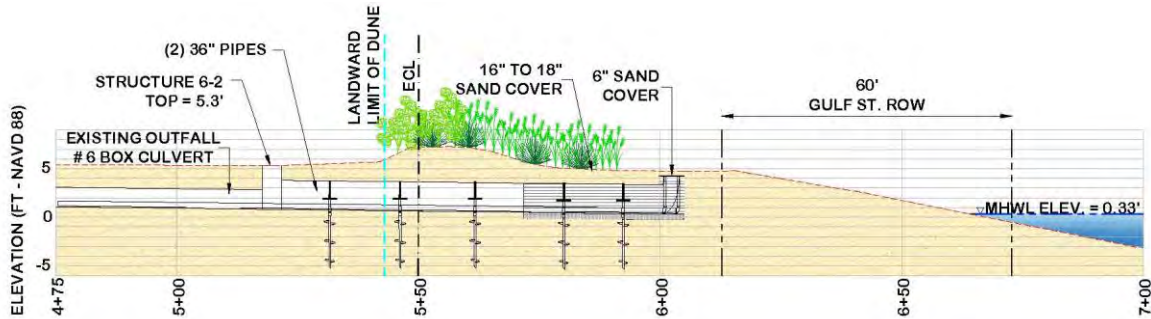 (2) 36" PIPES
STRUCTURE 6-2
TOP = 5.3'
EXISTING OUTFALL
# 6 BOX CULVERT
LANDWARD
LIMIT OF DUNE
ECL
16" TO 18"
SAND COVER
6" SAND
COVER
60'
GULF ST. ROW
MHWL ELEV. = 0.33'
ELEVATION (FT - NAVD 88)
5
0
-5
4+75
5+00
5+50
6+00
6+50
7+00